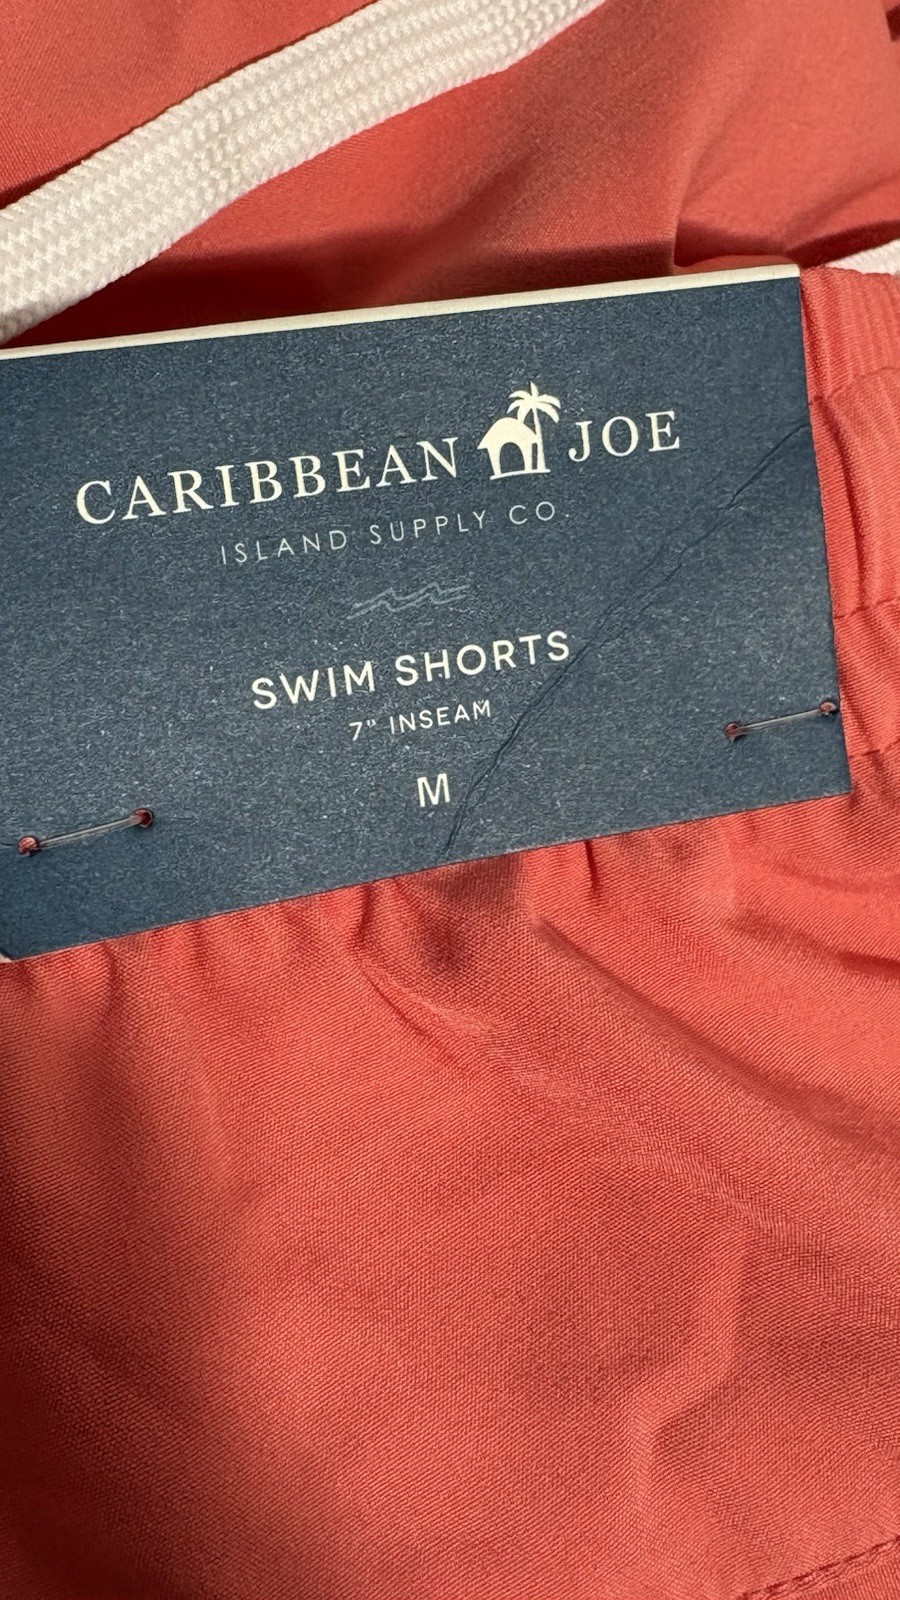 CARIBBEAN JOE
ISLAND SUPPLY CO.
SWIM SHORTS
7" INSEAM
M